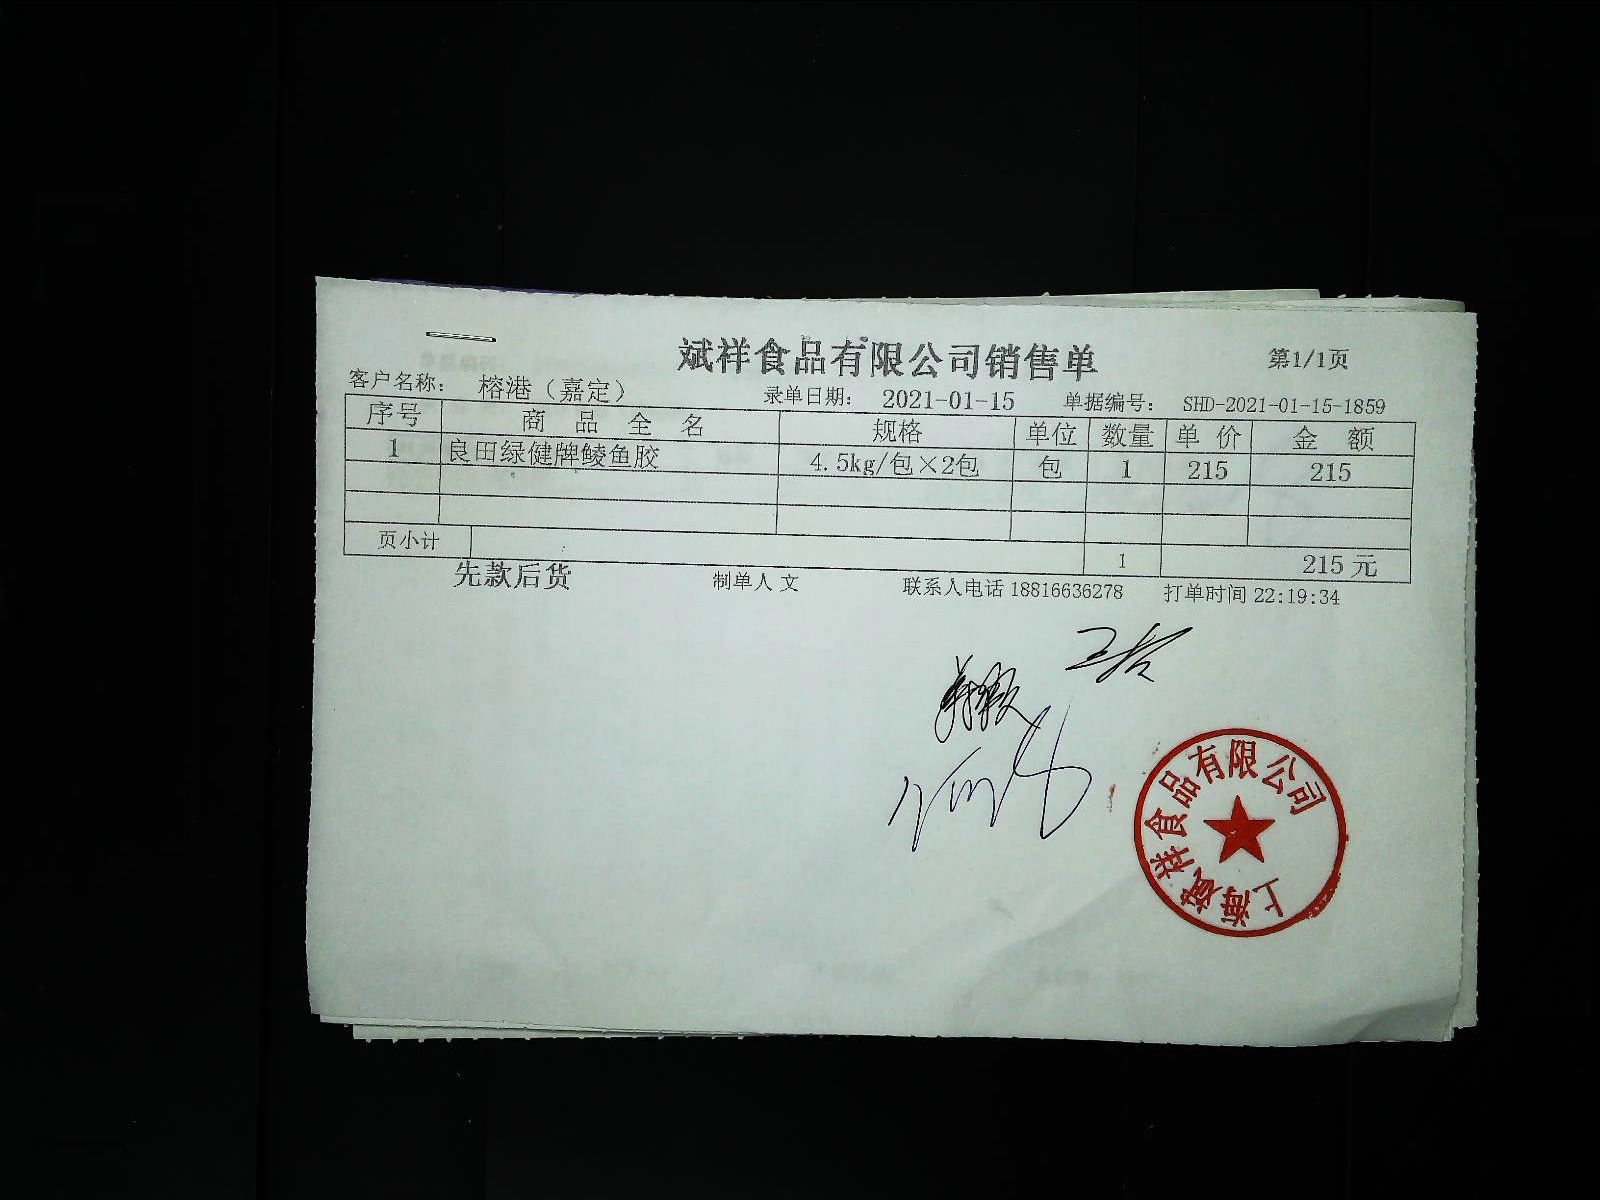 斌祥食品有限公司销售单
第1/1页
客户名称： 榕港（嘉定） 录单日期： 2021-01-15 单据编号： SHD-2021-01-15-1859
序号 商品全名 规格 单位 数量 单价 金额
1 良田绿健牌鲮鱼胶 4.5kg/包×2包 包 1 215 215
页小计 1 215元
先款后货 制单人 文 联系人电话 18816636278 打单时间 22:19:34
上海斌祥食品有限公司